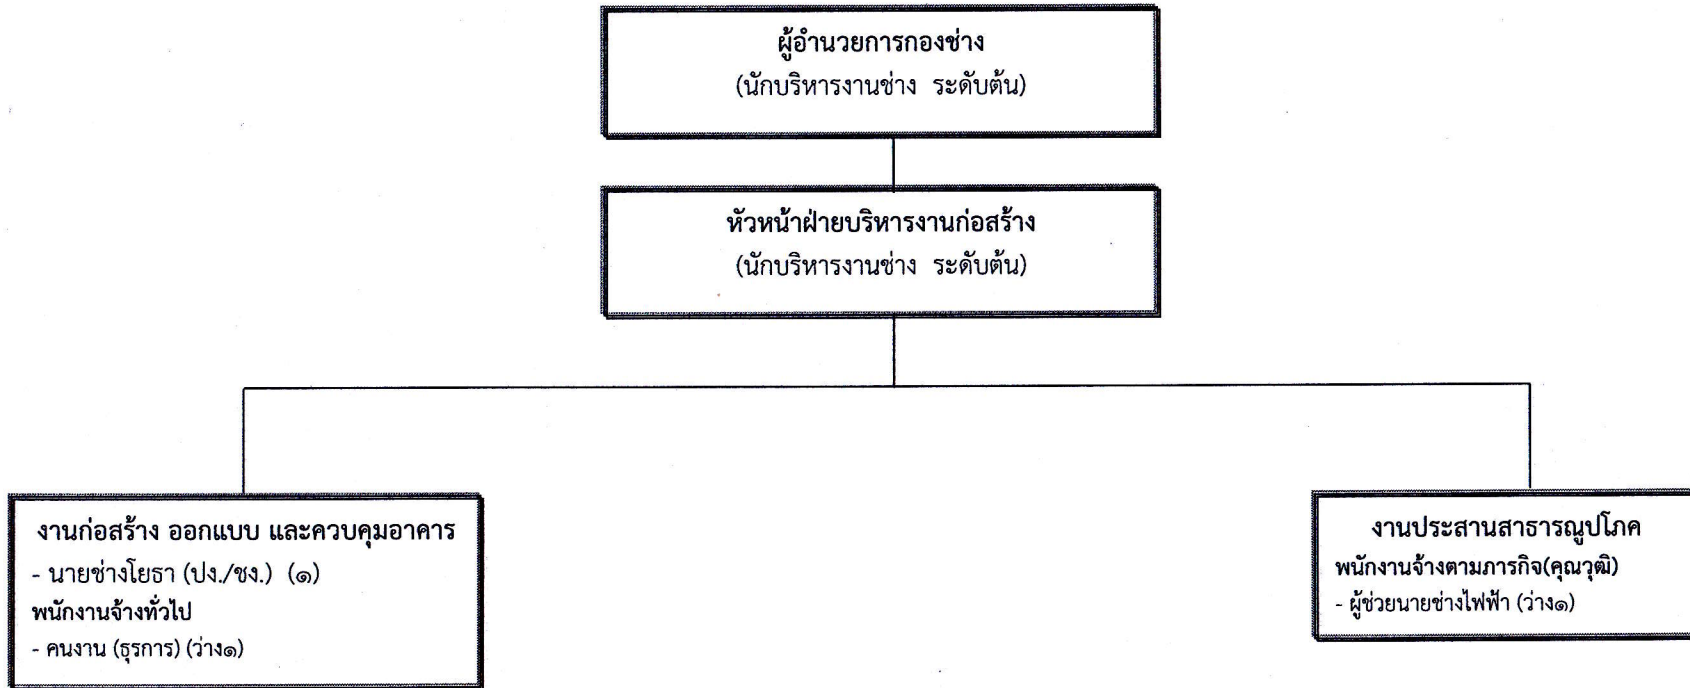 ผู้อำนวยการกองช่าง
(นักบริหารงานช่าง ระดับต้น)
หัวหน้าฝ่ายบริหารงานก่อสร้าง
(นักบริหารงานช่าง ระดับต้น)
งานก่อสร้าง ออกแบบ และควบคุมอาคาร
- นายช่างโยธา (ปง./ชง.) (๑)
พนักงานจ้างทั่วไป
- คนงาน (ธุรการ) (ว่าง๑)
งานประสานสาธารณูปโภค
พนักงานจ้างตามภารกิจ(คุณวุฒิ)
- ผู้ช่วยนายช่างไฟฟ้า (ว่าง๑)